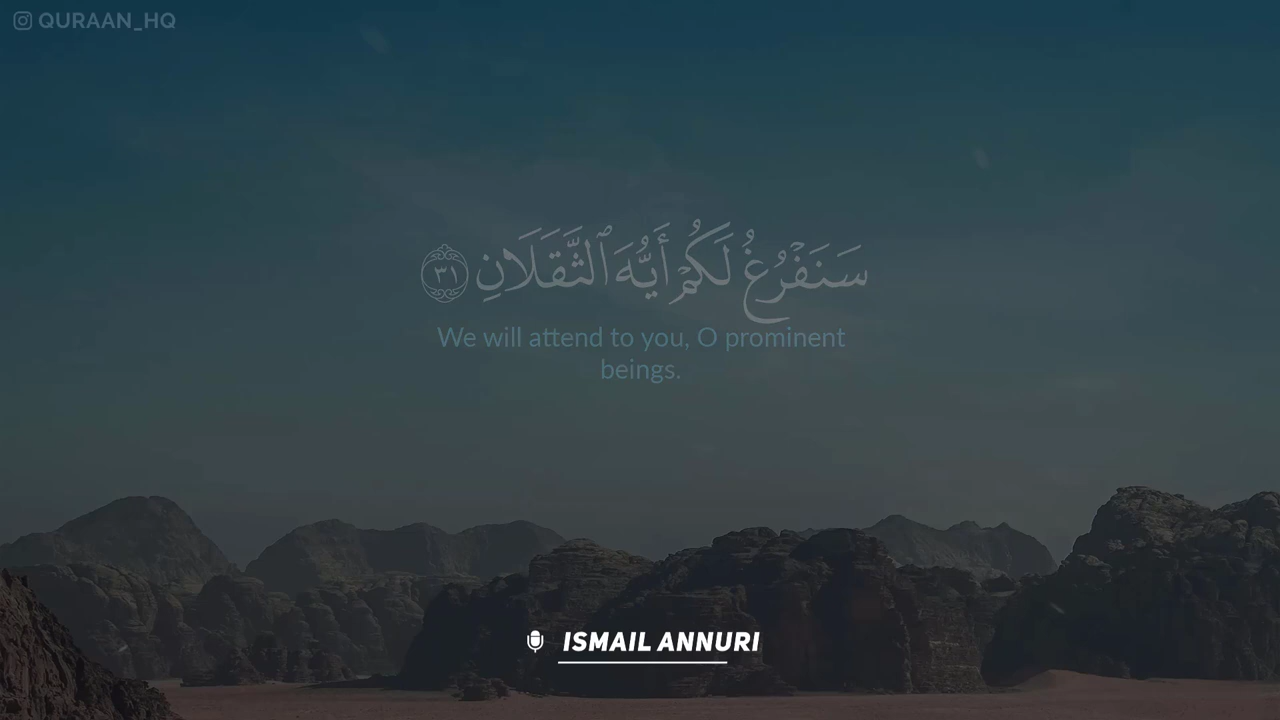 QURAAN_HQ
سَنَفْرُغُ لَكُمْ أَيُّهَ ٱلثَّقَلَانِ ٣١
We will attend to you, O prominent
beings.
ISMAIL ANNURI